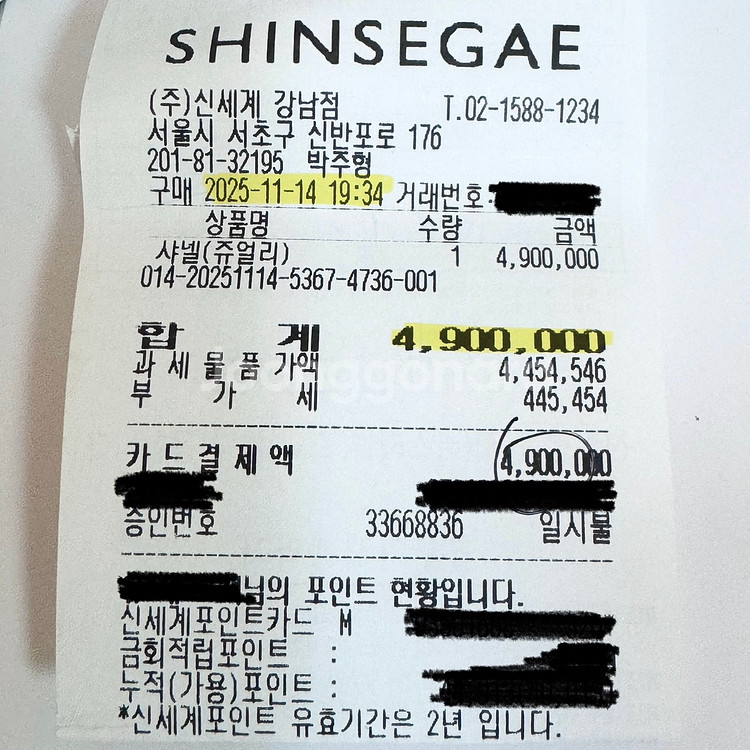 SHINSEGAE
(주)신세계 강남점 T.02-1588-1234
서울시 서초구 신반포로 176
201-81-32195 박주형
구매 2025-11-14 19:34 거래번호:
상품명 수량 금액
샤넬(쥬얼리) 1 4,900,000
014-20251114-5367-4736-001
합 계 4,900,000
과 세 물 품 가액 4,454,546
부 가 세 445,454
카 드 결 제 액 4,900,000
승인번호 33668836 일시불
님의 포인트 현황입니다.
신세계포인트카드 M
금회적립포인트 :
누적(가용)포인트 :
*신세계포인트 유효기간은 2년 입니다.